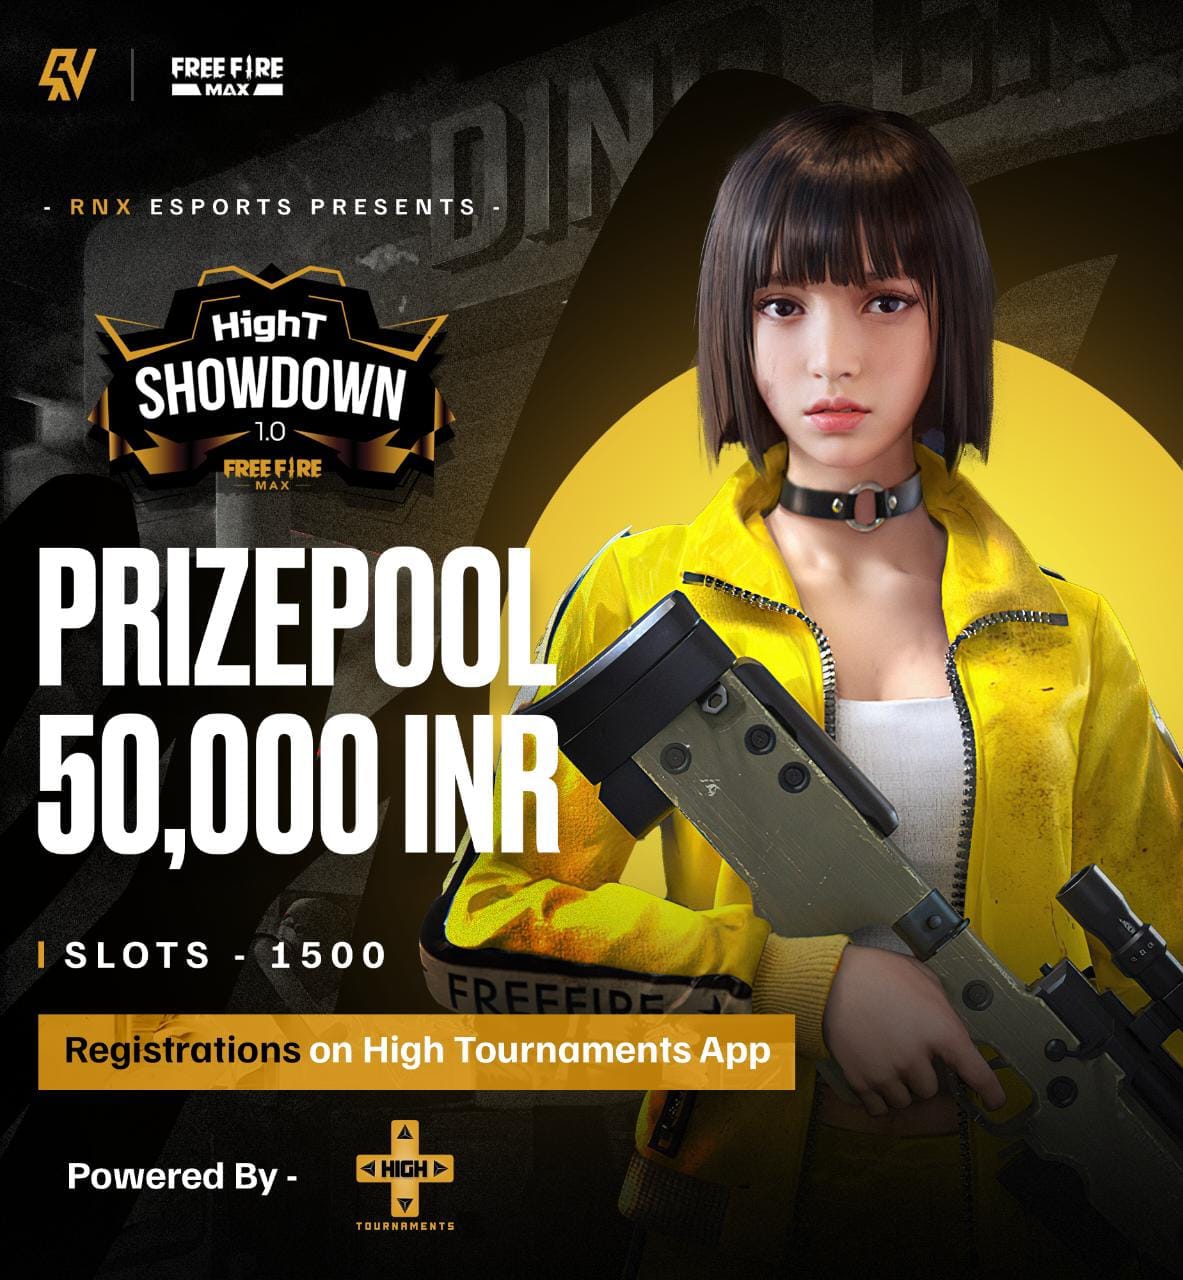 FREE FIRE
MAX
- RNX ESPORTS PRESENTS -
HighT
SHOWDOWN
1.0
FREE FIRE
MAX
PRIZEPOOL
50,000 INR
SLOTS - 1500
FREEFIRE
Registrations on High Tournaments App
Powered By -
HIGH
TOURNAMENTS